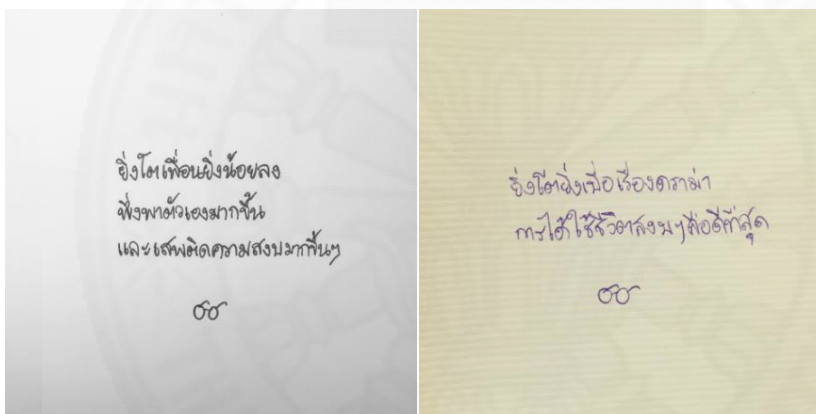 ยิ่งโตเพื่อนยิ่งน้อยลง
พึ่งพาตัวเองมากขึ้น
และเสพติดความสงบมากขึ้นๆ
ยิ่งโตยิ่งเบื่อเรื่องดราม่า
การได้ใช้ชีวิตสงบๆคือดีที่สุด